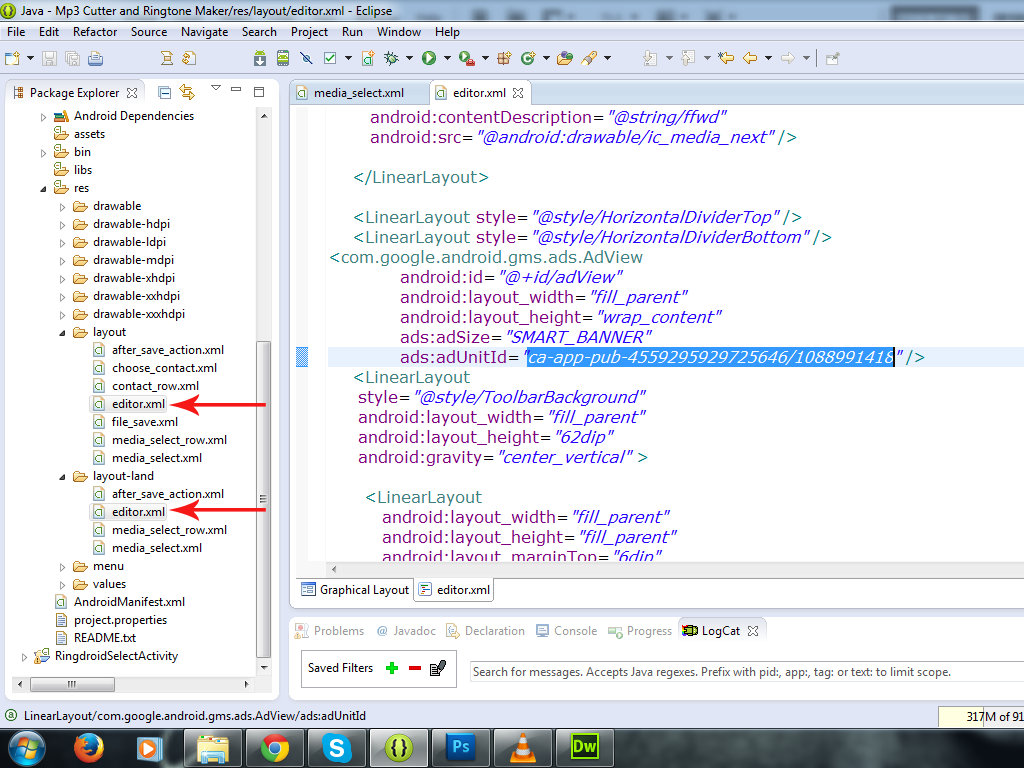 Java - Mp3 Cutter and Ringtone Maker/res/layout/editor.xml - Eclipse
File Edit Refactor Source Navigate Search Project Run Window Help
Package Explorer
Android Dependencies
assets
bin
libs
res
drawable
drawable-hdpi
drawable-ldpi
drawable-mdpi
drawable-xhdpi
drawable-xxhdpi
drawable-xxxhdpi
layout
after_save_action.xml
choose_contact.xml
contact_row.xml
editor.xml
file_save.xml
media_select_row.xml
media_select.xml
layout-land
after_save_action.xml
editor.xml
media_select_row.xml
media_select.xml
menu
values
AndroidManifest.xml
project.properties
README.txt
RingdroidSelectActivity
media_select.xml editor.xml
android:contentDescription="@string/ffwd"
android:src="@android:drawable/ic_media_next" />
</LinearLayout>
<LinearLayout style="@style/HorizontalDividerTop" />
<LinearLayout style="@style/HorizontalDividerBottom" />
<com.google.android.gms.ads.AdView
android:id="@+id/adView"
android:layout_width="fill_parent"
android:layout_height="wrap_content"
ads:adSize="SMART_BANNER"
ads:adUnitId="ca-app-pub-4559295929725646/1088991418" />
<LinearLayout
style="@style/ToolbarBackground"
android:layout_width="fill_parent"
android:layout_height="62dip"
android:gravity="center_vertical" >
<LinearLayout
android:layout_width="fill_parent"
android:layout_height="fill_parent"
android:layout_marginTop="6dip"
Graphical Layout editor.xml
Problems Javadoc Declaration Console Progress LogCat
Saved Filters
Search for messages. Accepts Java regexes. Prefix with pid:, app:, tag: or text: to limit scope.
LinearLayout/com.google.android.gms.ads.AdView/ads:adUnitId
317M of 91
Ps
Dw